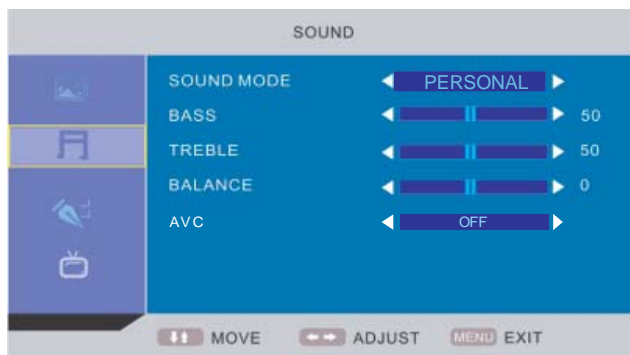 SOUND
SOUND MODE PERSONAL
BASS 50
TREBLE 50
BALANCE 0
AVC OFF
MOVE ADJUST MENU EXIT